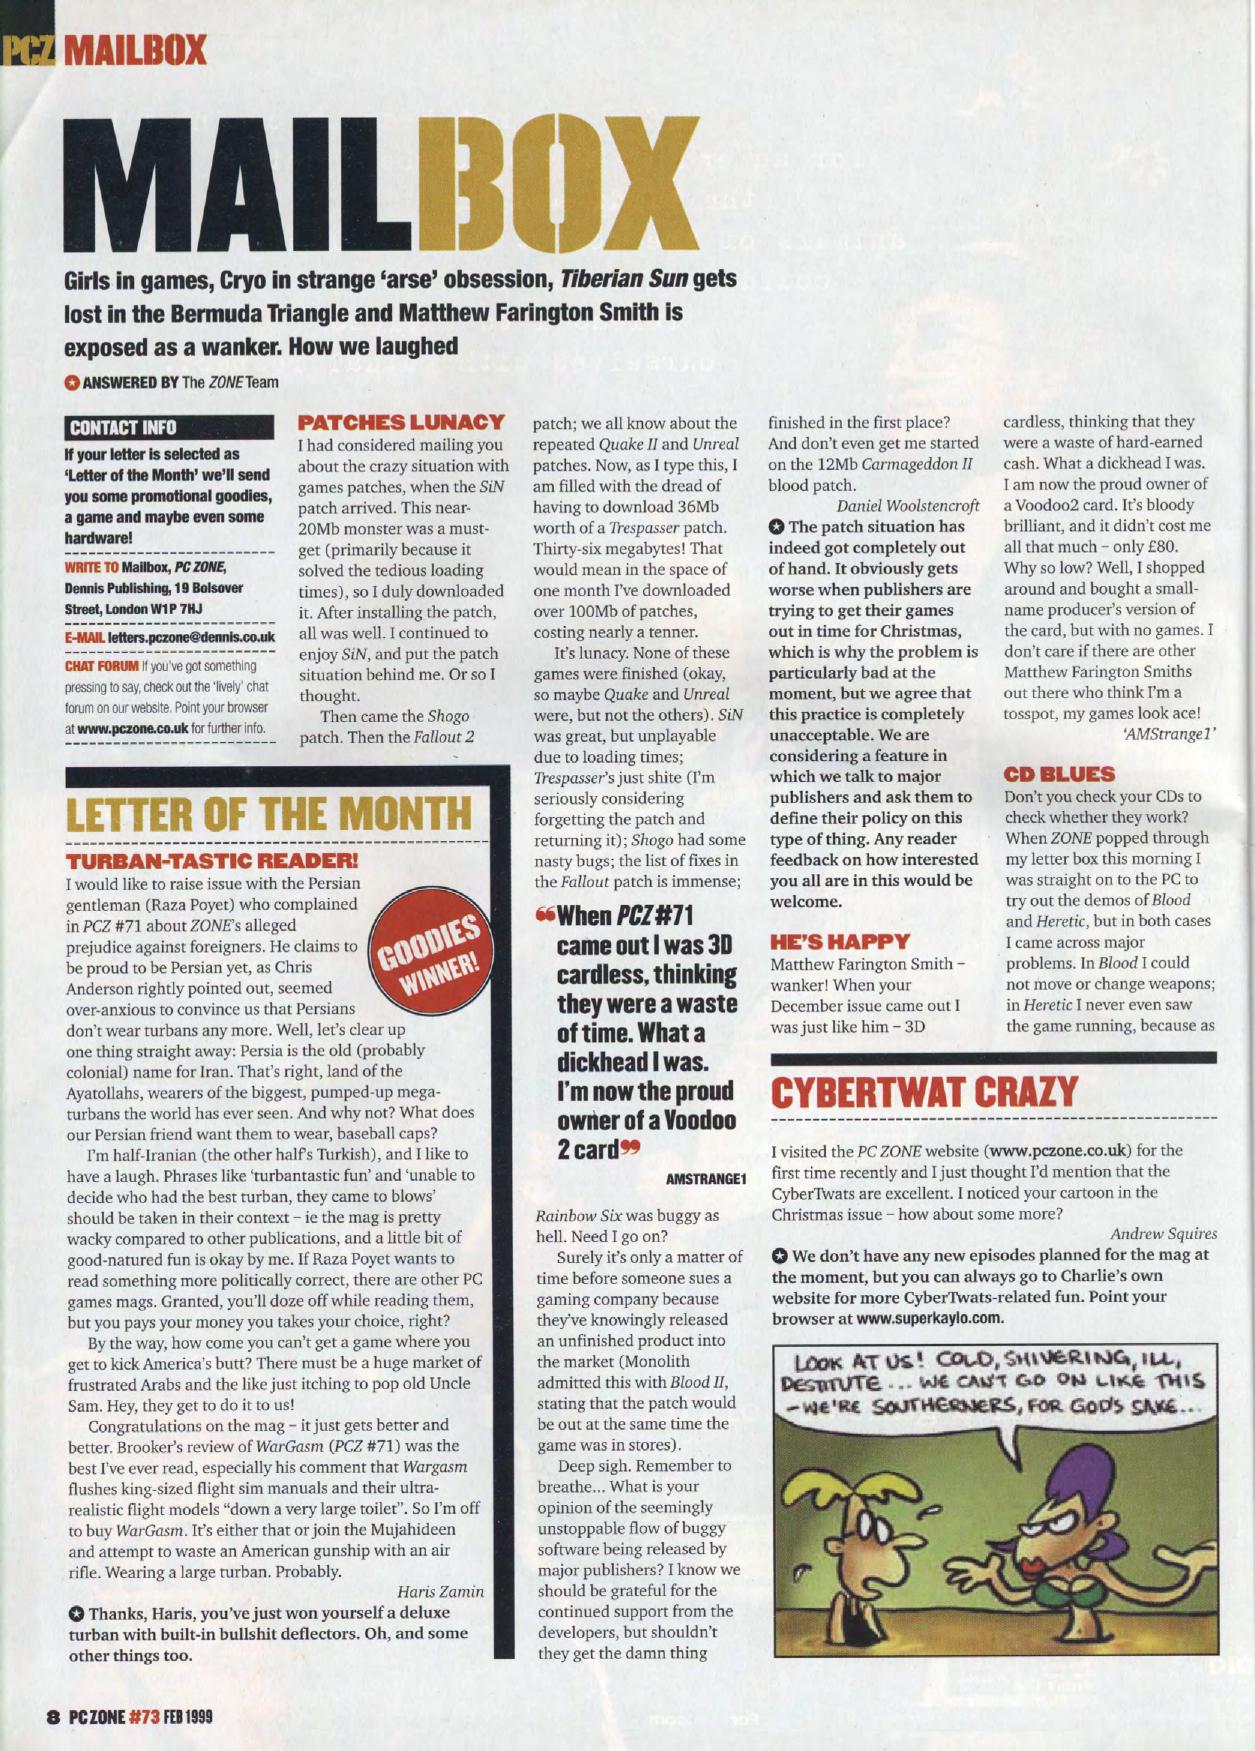 PCZ MAILBOX
MAILBOX
Girls in games, Cryo in strange ‘arse’ obsession, Tiberian Sun gets
lost in the Bermuda Triangle and Matthew Farington Smith is
exposed as a wanker. How we laughed
ANSWERED BY The ZONE Team
CONTACT INFO
If your letter is selected as
‘Letter of the Month’ we’ll send
you some promotional goodies,
a game and maybe even some
hardware!
WRITE TO Mailbox, PC ZONE,
Dennis Publishing, 19 Bolsover
Street, London W1P 7HJ
E-MAIL letters.pczone@dennis.co.uk
CHAT FORUM If you’ve got something
pressing to say, check out the ‘lively’ chat
forum on our website. Point your browser
at www.pczone.co.uk for further info.
LETTER OF THE MONTH
TURBAN-TASTIC READER!
I would like to raise issue with the Persian
gentleman (Raza Poyet) who complained
in PCZ #71 about ZONE’s alleged
prejudice against foreigners. He claims to
be proud to be Persian yet, as Chris
Anderson rightly pointed out, seemed
over-anxious to convince us that Persians
don’t wear turbans any more. Well, let’s clear up
one thing straight away: Persia is the old (probably
colonial) name for Iran. That’s right, land of the
Ayatollahs, wearers of the biggest, pumped-up mega-
turbans the world has ever seen. And why not? What does
our Persian friend want them to wear, baseball caps?
I’m half-Iranian (the other half’s Turkish), and I like to
have a laugh. Phrases like ‘turbantastic fun’ and ‘unable to
decide who had the best turban, they came to blows’
should be taken in their context – ie the mag is pretty
wacky compared to other publications, and a little bit of
good-natured fun is okay by me. If Raza Poyet wants to
read something more politically correct, there are other PC
games mags. Granted, you’ll doze off while reading them,
but you pays your money you takes your choice, right?
By the way, how come you can’t get a game where you
get to kick America’s butt? There must be a huge market of
frustrated Arabs and the like just itching to pop old Uncle
Sam. Hey, they get to do it to us!
Congratulations on the mag – it just gets better and
better. Brooker’s review of WarGasm (PCZ #71) was the
best I’ve ever read, especially his comment that Wargasm
flushes king-sized flight sim manuals and their ultra-
realistic flight models “down a very large toilet”. So I’m off
to buy WarGasm. It’s either that or join the Mujahideen
and attempt to waste an American gunship with an air
rifle. Wearing a large turban. Probably.
Haris Zamin
Thanks, Haris, you’ve just won yourself a deluxe
turban with built-in bullshit deflectors. Oh, and some
other things too.
GOODIES
WINNER!
PATCHES LUNACY
I had considered mailing you
about the crazy situation with
games patches, when the SiN
patch arrived. This near-
20Mb monster was a must-
get (primarily because it
solved the tedious loading
times), so I duly downloaded
it. After installing the patch,
all was well. I continued to
enjoy SiN, and put the patch
situation behind me. Or so I
thought.
Then came the Shogo
patch. Then the Fallout 2
patch; we all know about the
repeated Quake II and Unreal
patches. Now, as I type this, I
am filled with the dread of
having to download 36Mb
worth of a Trespasser patch.
Thirty-six megabytes! That
would mean in the space of
one month I’ve downloaded
over 100Mb of patches,
costing nearly a tenner.
It’s lunacy. None of these
games were finished (okay,
so maybe Quake and Unreal
were, but not the others). SiN
was great, but unplayable
due to loading times;
Trespasser’s just shite (I’m
seriously considering
forgetting the patch and
returning it); Shogo had some
nasty bugs; the list of fixes in
the Fallout patch is immense;
“When PCZ #71
came out I was 3D
cardless, thinking
they were a waste
of time. What a
dickhead I was.
I’m now the proud
owner of a Voodoo
2 card”
AMSTRANGE1
Rainbow Six was buggy as
hell. Need I go on?
Surely it’s only a matter of
time before someone sues a
gaming company because
they’ve knowingly released
an unfinished product into
the market (Monolith
admitted this with Blood II,
stating that the patch would
be out at the same time the
game was in stores).
Deep sigh. Remember to
breathe... What is your
opinion of the seemingly
unstoppable flow of buggy
software being released by
major publishers? I know we
should be grateful for the
continued support from the
developers, but shouldn’t
they get the damn thing
finished in the first place?
And don’t even get me started
on the 12Mb Carmageddon II
blood patch.
Daniel Woolstencroft
The patch situation has
indeed got completely out
of hand. It obviously gets
worse when publishers are
trying to get their games
out in time for Christmas,
which is why the problem is
particularly bad at the
moment, but we agree that
this practice is completely
unacceptable. We are
considering a feature in
which we talk to major
publishers and ask them to
define their policy on this
type of thing. Any reader
feedback on how interested
you all are in this would be
welcome.
HE’S HAPPY
Matthew Farington Smith –
wanker! When your
December issue came out I
was just like him – 3D
cardless, thinking that they
were a waste of hard-earned
cash. What a dickhead I was.
I am now the proud owner of
a Voodoo2 card. It’s bloody
brilliant, and it didn’t cost me
all that much – only £80.
Why so low? Well, I shopped
around and bought a small-
name producer’s version of
the card, but with no games. I
don’t care if there are other
Matthew Farington Smiths
out there who think I’m a
tosspot, my games look ace!
‘AMStrange1’
CD BLUES
Don’t you check your CDs to
check whether they work?
When ZONE popped through
my letter box this morning I
was straight on to the PC to
try out the demos of Blood
and Heretic, but in both cases
I came across major
problems. In Blood I could
not move or change weapons;
in Heretic I never even saw
the game running, because as
CYBERTWAT CRAZY
I visited the PC ZONE website (www.pczone.co.uk) for the
first time recently and I just thought I’d mention that the
CyberTwats are excellent. I noticed your cartoon in the
Christmas issue – how about some more?
Andrew Squires
We don’t have any new episodes planned for the mag at
the moment, but you can always go to Charlie’s own
website for more CyberTwats-related fun. Point your
browser at www.superkaylo.com.
LOOK AT US! COLD, SHIVERING, ILL,
DESTITUTE... WE CAN’T GO ON LIKE THIS
– WE’RE SOUTHERNERS, FOR GOD’S SAKE...
8 PC ZONE #73 FEB 1999